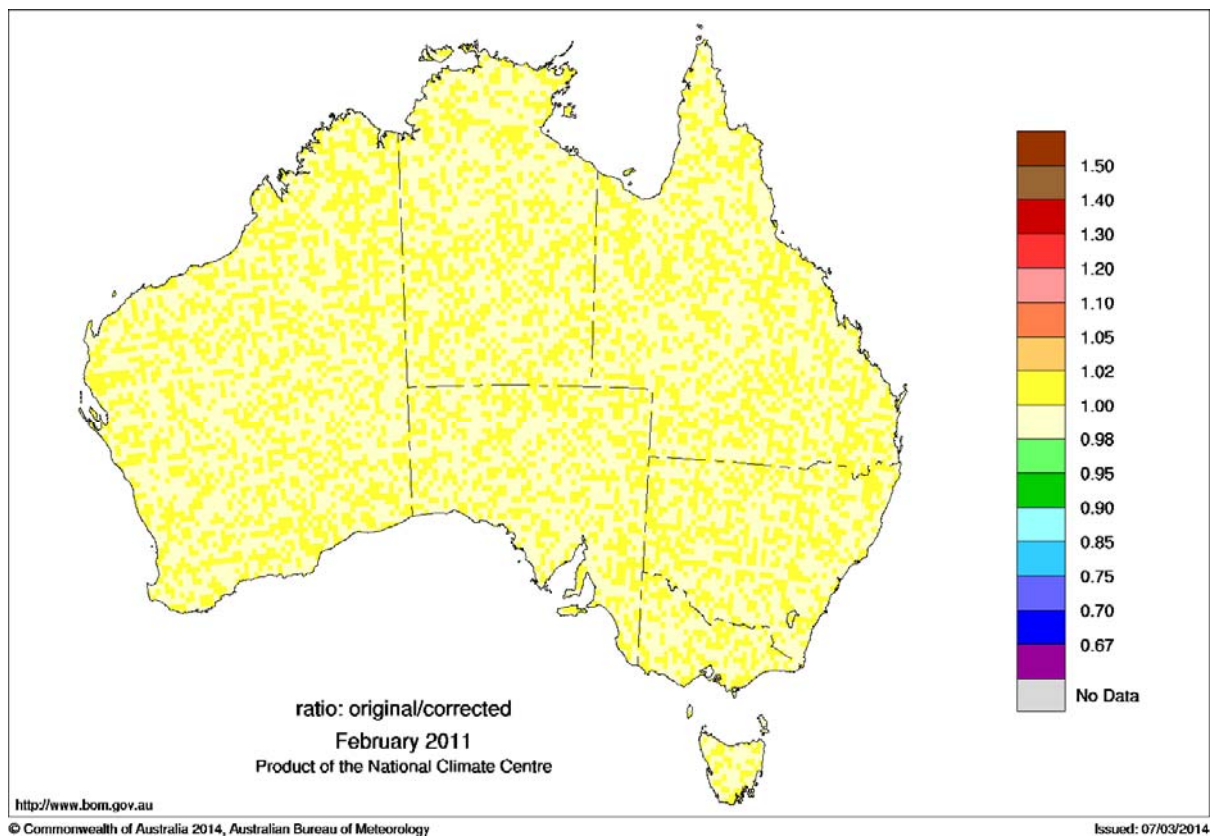 1.50
1.40
1.30
1.20
1.10
1.05
1.02
1.00
0.98
0.95
0.90
0.85
0.75
0.70
0.67
No Data
ratio: original/corrected
February 2011
Product of the National Climate Centre
http://www.bom.gov.au
© Commonwealth of Australia 2014, Australian Bureau of Meteorology
Issued: 07/03/2014